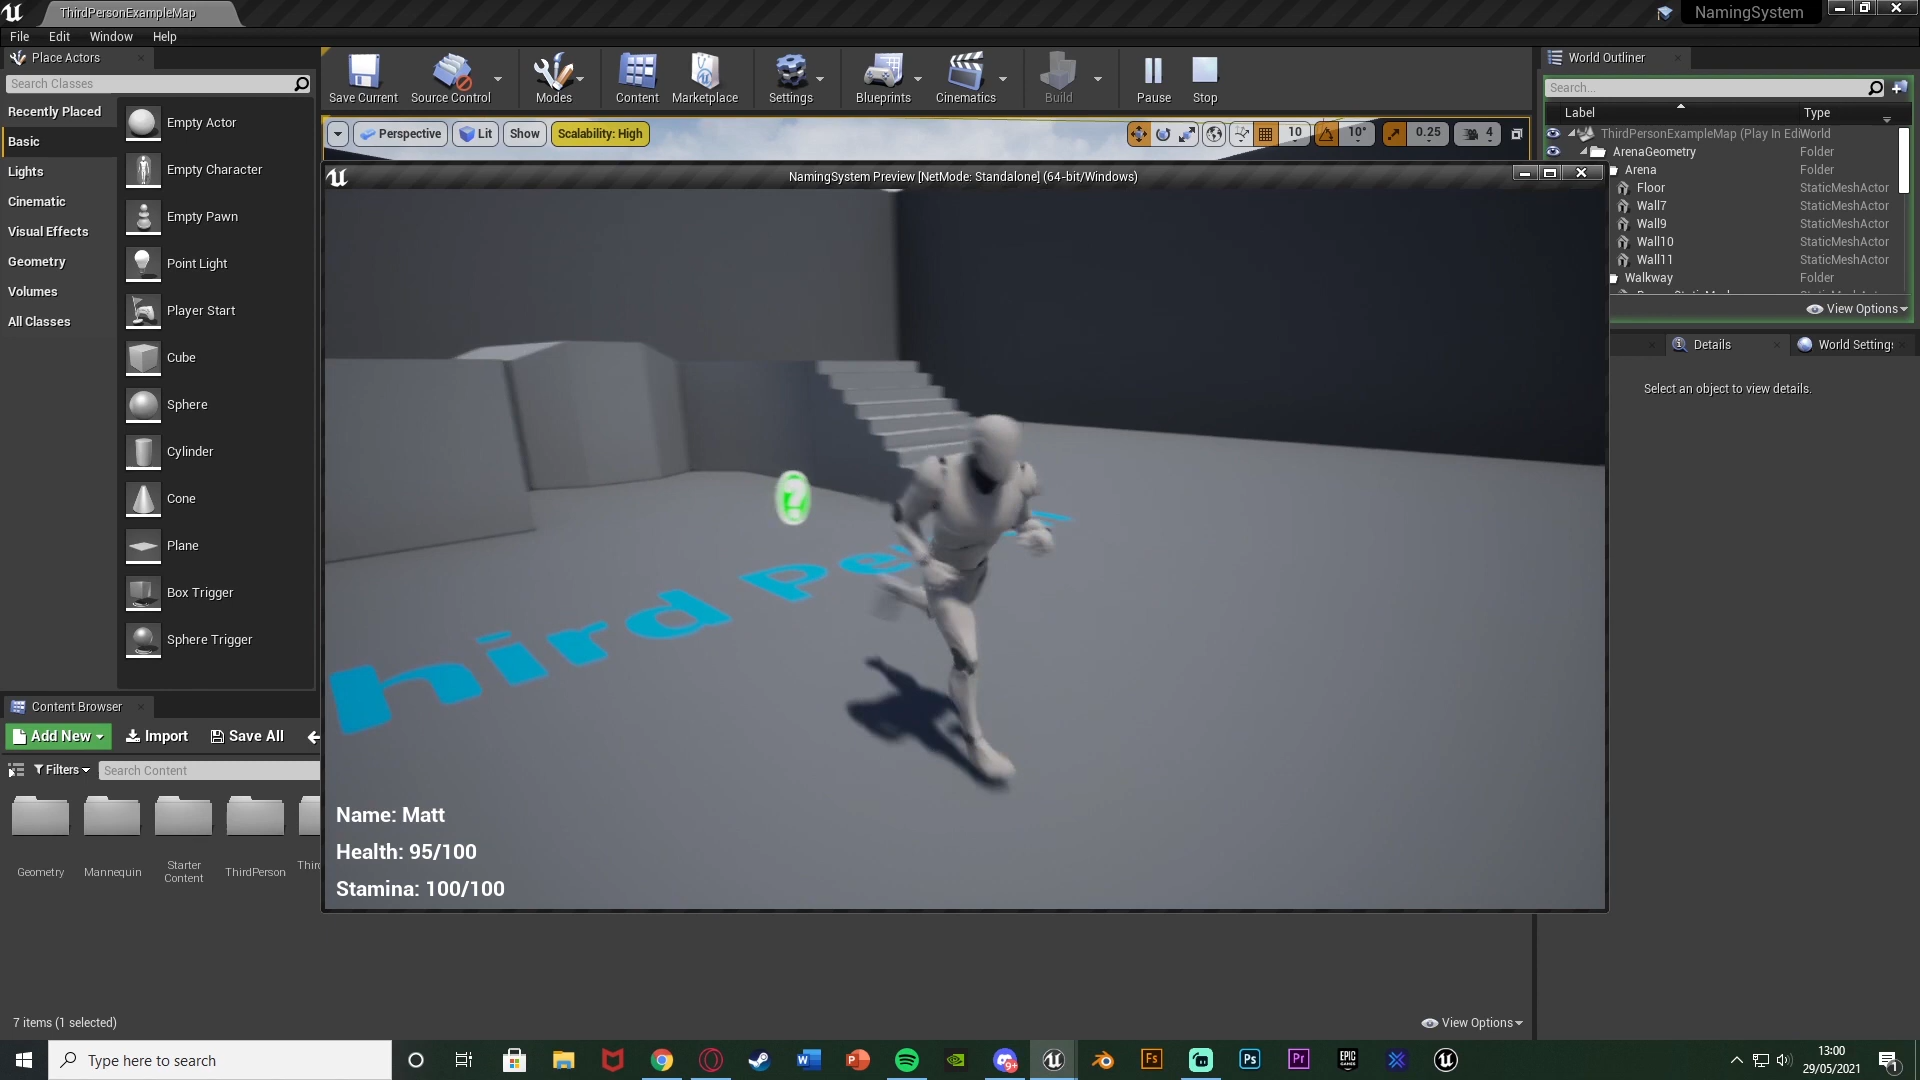 ThirdPersonExampleMap
NamingSystem
File Edit Window Help
Place Actors
Search Classes
Recently Placed
Basic
Lights
Cinematic
Visual Effects
Geometry
Volumes
All Classes
Empty Actor
Empty Character
Empty Pawn
Point Light
Player Start
Cube
Sphere
Cylinder
Cone
Plane
Box Trigger
Sphere Trigger
Save Current Source Control Modes Content Marketplace Settings Blueprints Cinematics Build Pause Stop
Perspective Lit Show Scalability: High 10 10° 0.25 4
NamingSystem Preview [NetMode: Standalone] (64-bit/Windows)
hird pe
Name: Matt
Health: 95/100
Stamina: 100/100
World Outliner
Search...
Label Type
ThirdPersonExampleMap (Play In Edi World
ArenaGeometry Folder
Arena Folder
Floor StaticMeshActor
Wall7 StaticMeshActor
Wall9 StaticMeshActor
Wall10 StaticMeshActor
Wall11 StaticMeshActor
Walkway Folder
View Options
Details World Settings
Select an object to view details.
Content Browser
Add New Import Save All
Filters Search Content
Geometry Mannequin Starter Content ThirdPerson Thir
7 items (1 selected)
View Options
Type here to search
13:00
29/05/2021